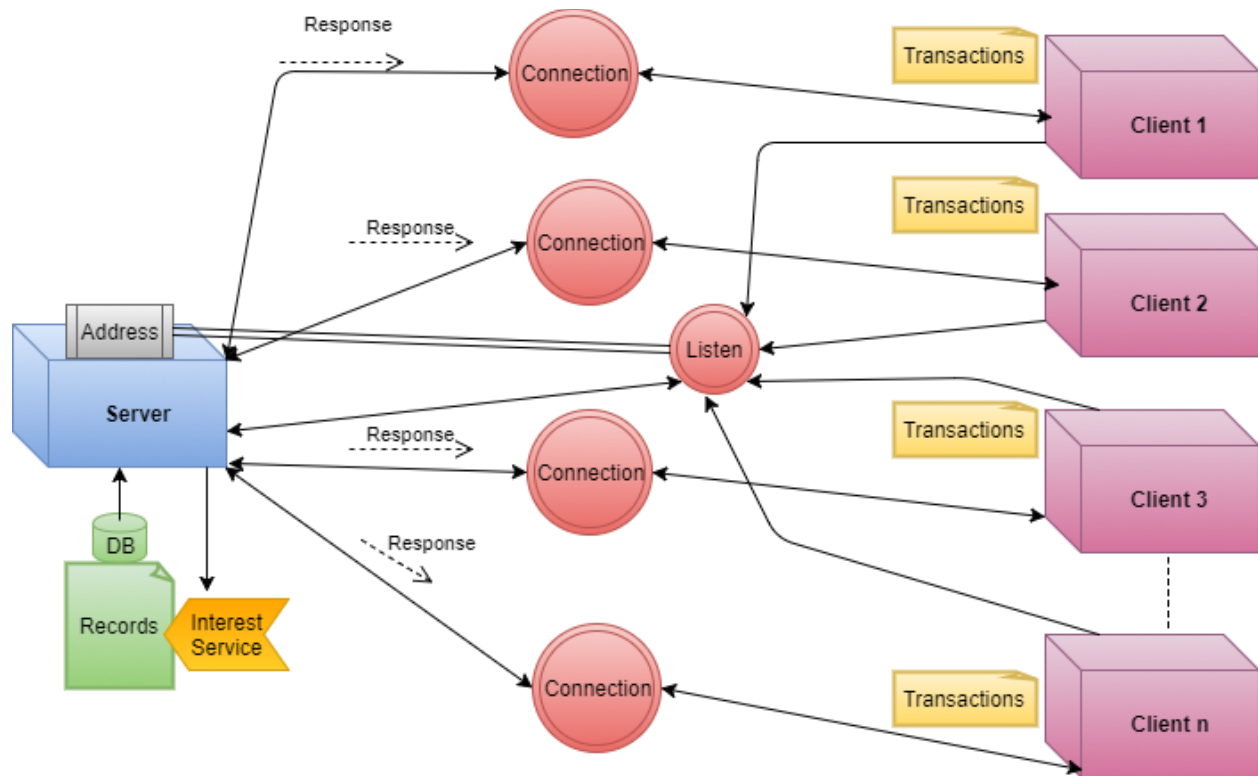 Response
Connection
Transactions
Client 1
Response
Connection
Transactions
Client 2
Address
Listen
Server
Response
Connection
Transactions
Client 3
DB
Records
Interest
Service
Response
Connection
Transactions
Client n